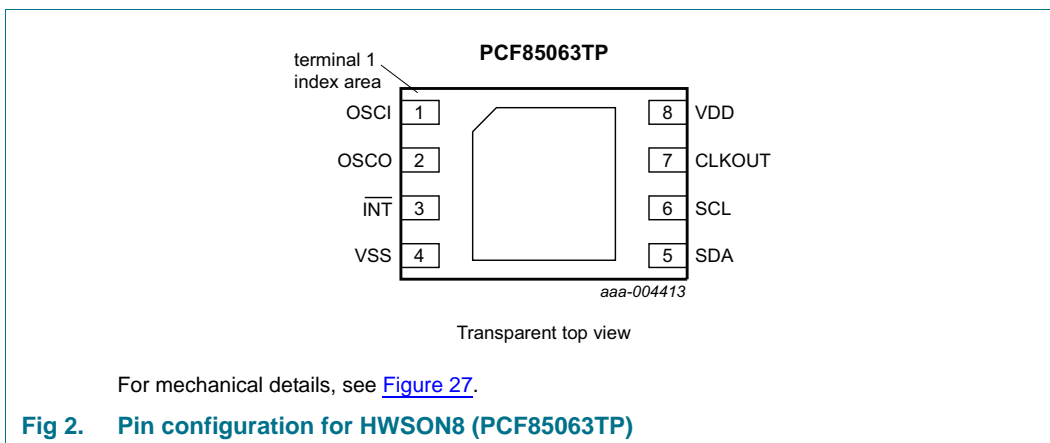 PCF85063TP
terminal 1
index area
OSCI 1 8 VDD
OSCO 2 7 CLKOUT
INT 3 6 SCL
VSS 4 5 SDA
aaa-004413
Transparent top view
For mechanical details, see Figure 27.
Fig 2. Pin configuration for HWSON8 (PCF85063TP)